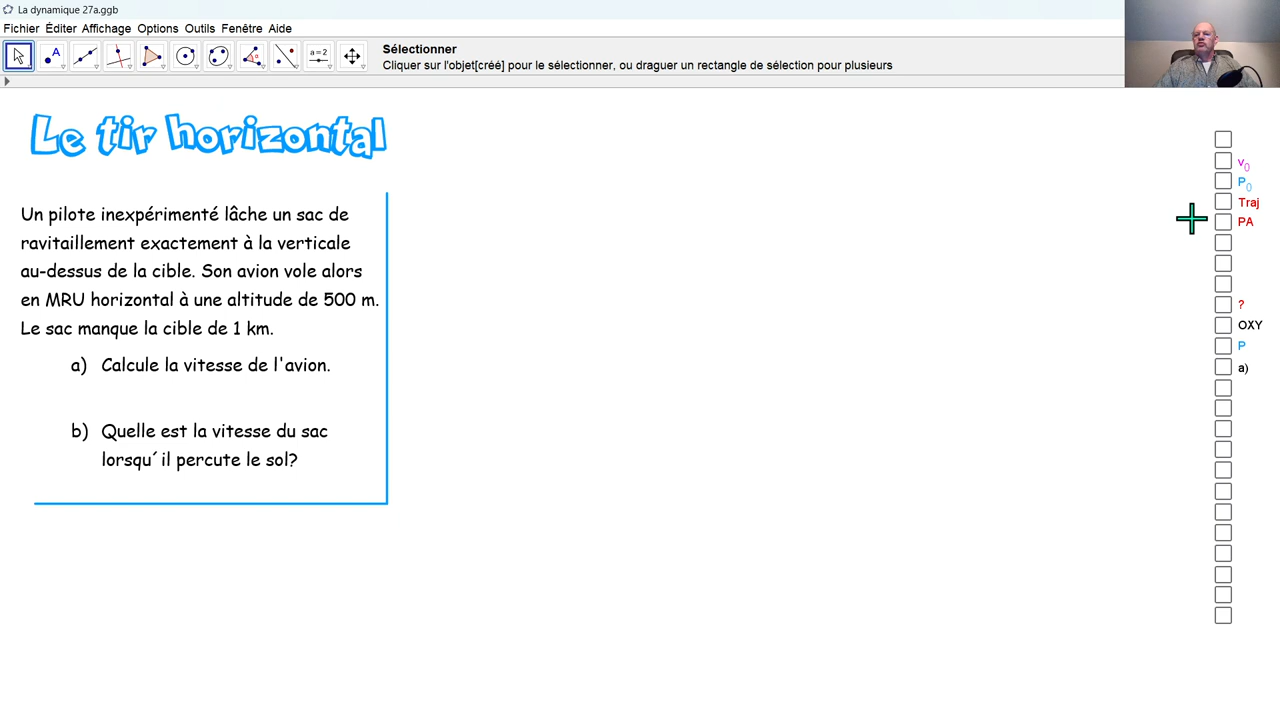 La dynamique 27a.ggb
Fichier Éditer Affichage Options Outils Fenêtre Aide
A
a=2
Sélectionner
Cliquer sur l'objet[créé] pour le sélectionner, ou draguer un rectangle de sélection pour plusieurs
Le tir horizontal
Un pilote inexpérimenté lâche un sac de
ravitaillement exactement à la verticale
au-dessus de la cible. Son avion vole alors
en MRU horizontal à une altitude de 500 m.
Le sac manque la cible de 1 km.
a) Calcule la vitesse de l'avion.
b) Quelle est la vitesse du sac
lorsqu´il percute le sol?
v0
P0
Traj
PA
?
OXY
P
a)